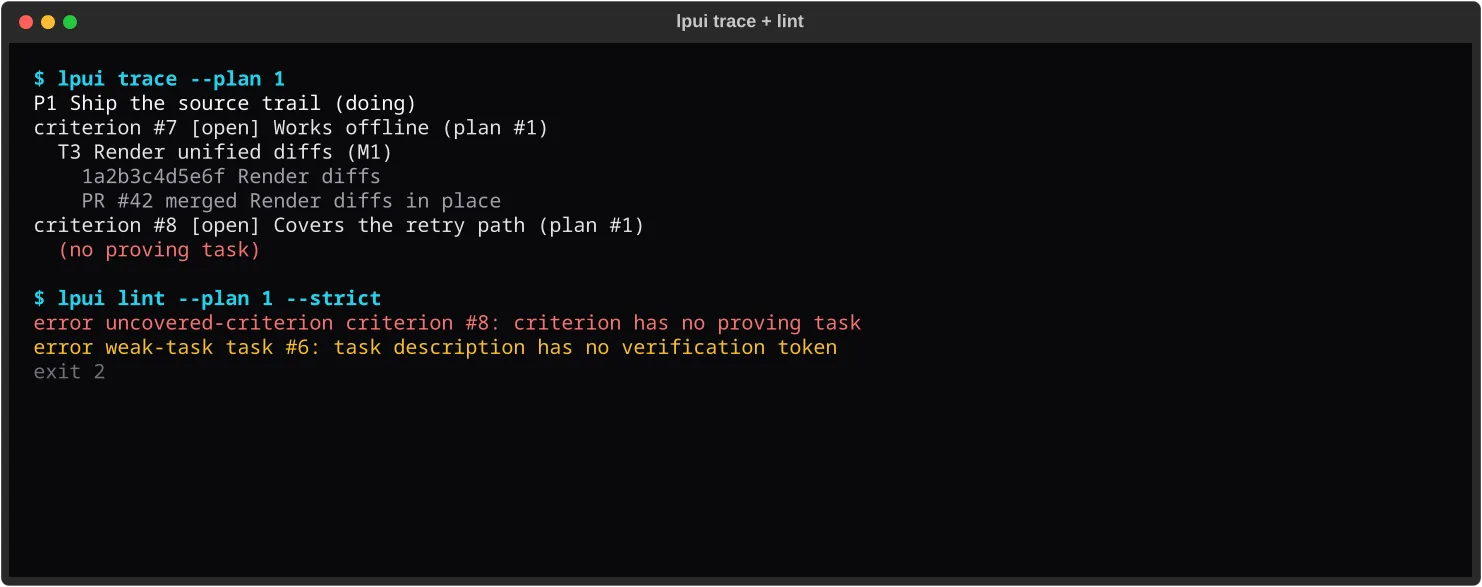 lpui trace + lint
$ lpui trace --plan 1
P1 Ship the source trail (doing)
criterion #7 [open] Works offline (plan #1)
  T3 Render unified diffs (M1)
    1a2b3c4d5e6f Render diffs
    PR #42 merged Render diffs in place
criterion #8 [open] Covers the retry path (plan #1)
  (no proving task)
$ lpui lint --plan 1 --strict
error uncovered-criterion criterion #8: criterion has no proving task
error weak-task task #6: task description has no verification token
exit 2